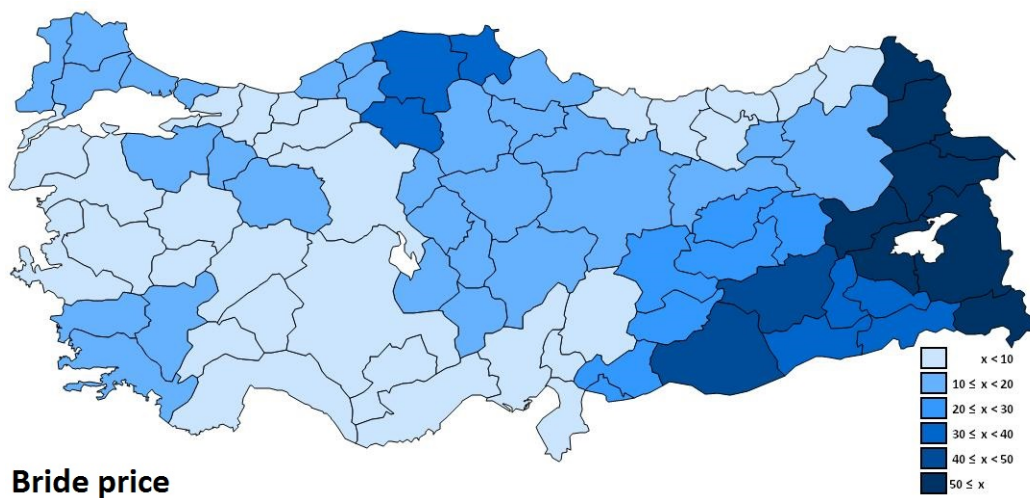 x < 10
10 ≤ x < 20
20 ≤ x < 30
30 ≤ x < 40
40 ≤ x < 50
50 ≤ x
Bride price